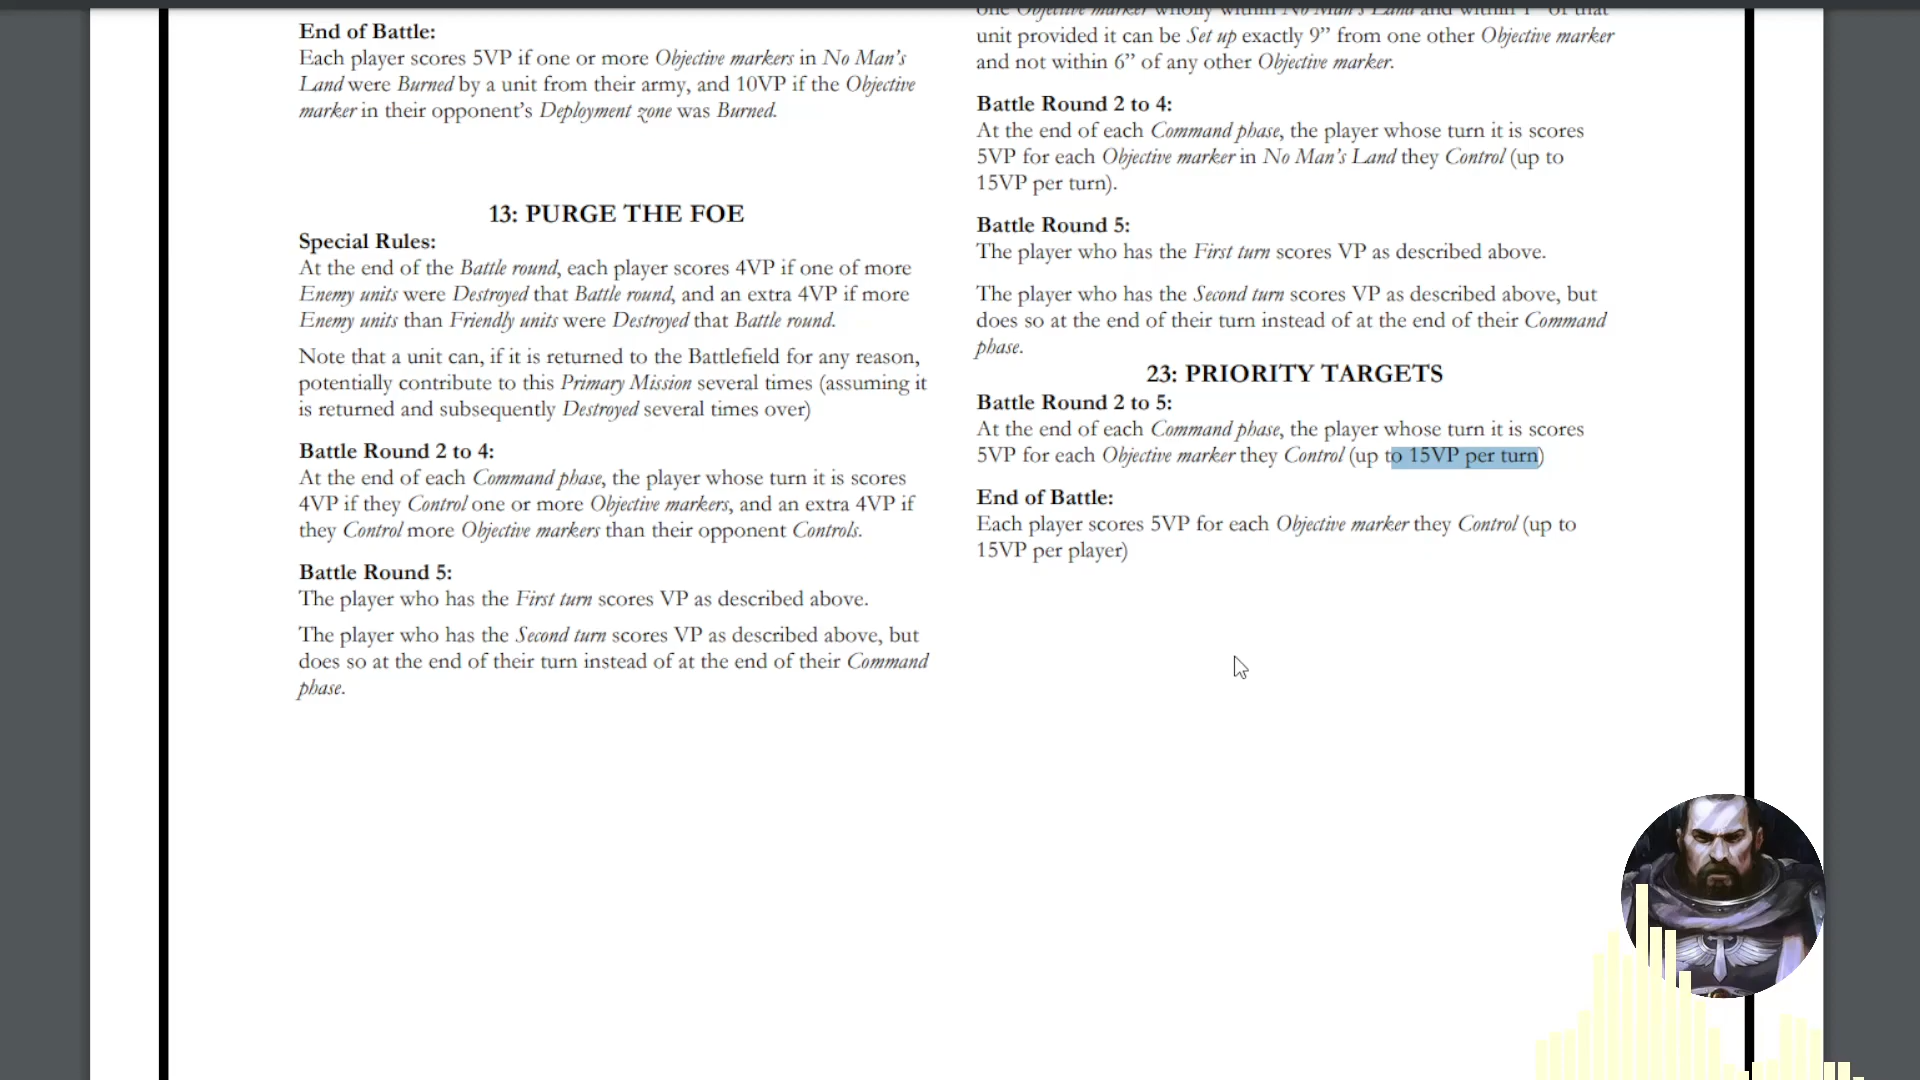 End of Battle:
Each player scores 5VP if one or more Objective markers in No Man's
Land were Burned by a unit from their army, and 10VP if the Objective
marker in their opponent's Deployment zone was Burned.
13: PURGE THE FOE
Special Rules:
At the end of the Battle round, each player scores 4VP if one of more
Enemy units were Destroyed that Battle round, and an extra 4VP if more
Enemy units than Friendly units were Destroyed that Battle round.
Note that a unit can, if it is returned to the Battlefield for any reason,
potentially contribute to this Primary Mission several times (assuming it
is returned and subsequently Destroyed several times over)
Battle Round 2 to 4:
At the end of each Command phase, the player whose turn it is scores
4VP if they Control one or more Objective markers, and an extra 4VP if
they Control more Objective markers than their opponent Controls.
Battle Round 5:
The player who has the First turn scores VP as described above.
The player who has the Second turn scores VP as described above, but
does so at the end of their turn instead of at the end of their Command
phase.
one Objective marker wholly within No Man's Land and within 1" of that
unit provided it can be Set up exactly 9” from one other Objective marker
and not within 6” of any other Objective marker.
Battle Round 2 to 4:
At the end of each Command phase, the player whose turn it is scores
5VP for each Objective marker in No Man's Land they Control (up to
15VP per turn).
Battle Round 5:
The player who has the First turn scores VP as described above.
The player who has the Second turn scores VP as described above, but
does so at the end of their turn instead of at the end of their Command
phase.
23: PRIORITY TARGETS
Battle Round 2 to 5:
At the end of each Command phase, the player whose turn it is scores
5VP for each Objective marker they Control (up to 15VP per turn)
End of Battle:
Each player scores 5VP for each Objective marker they Control (up to
15VP per player)